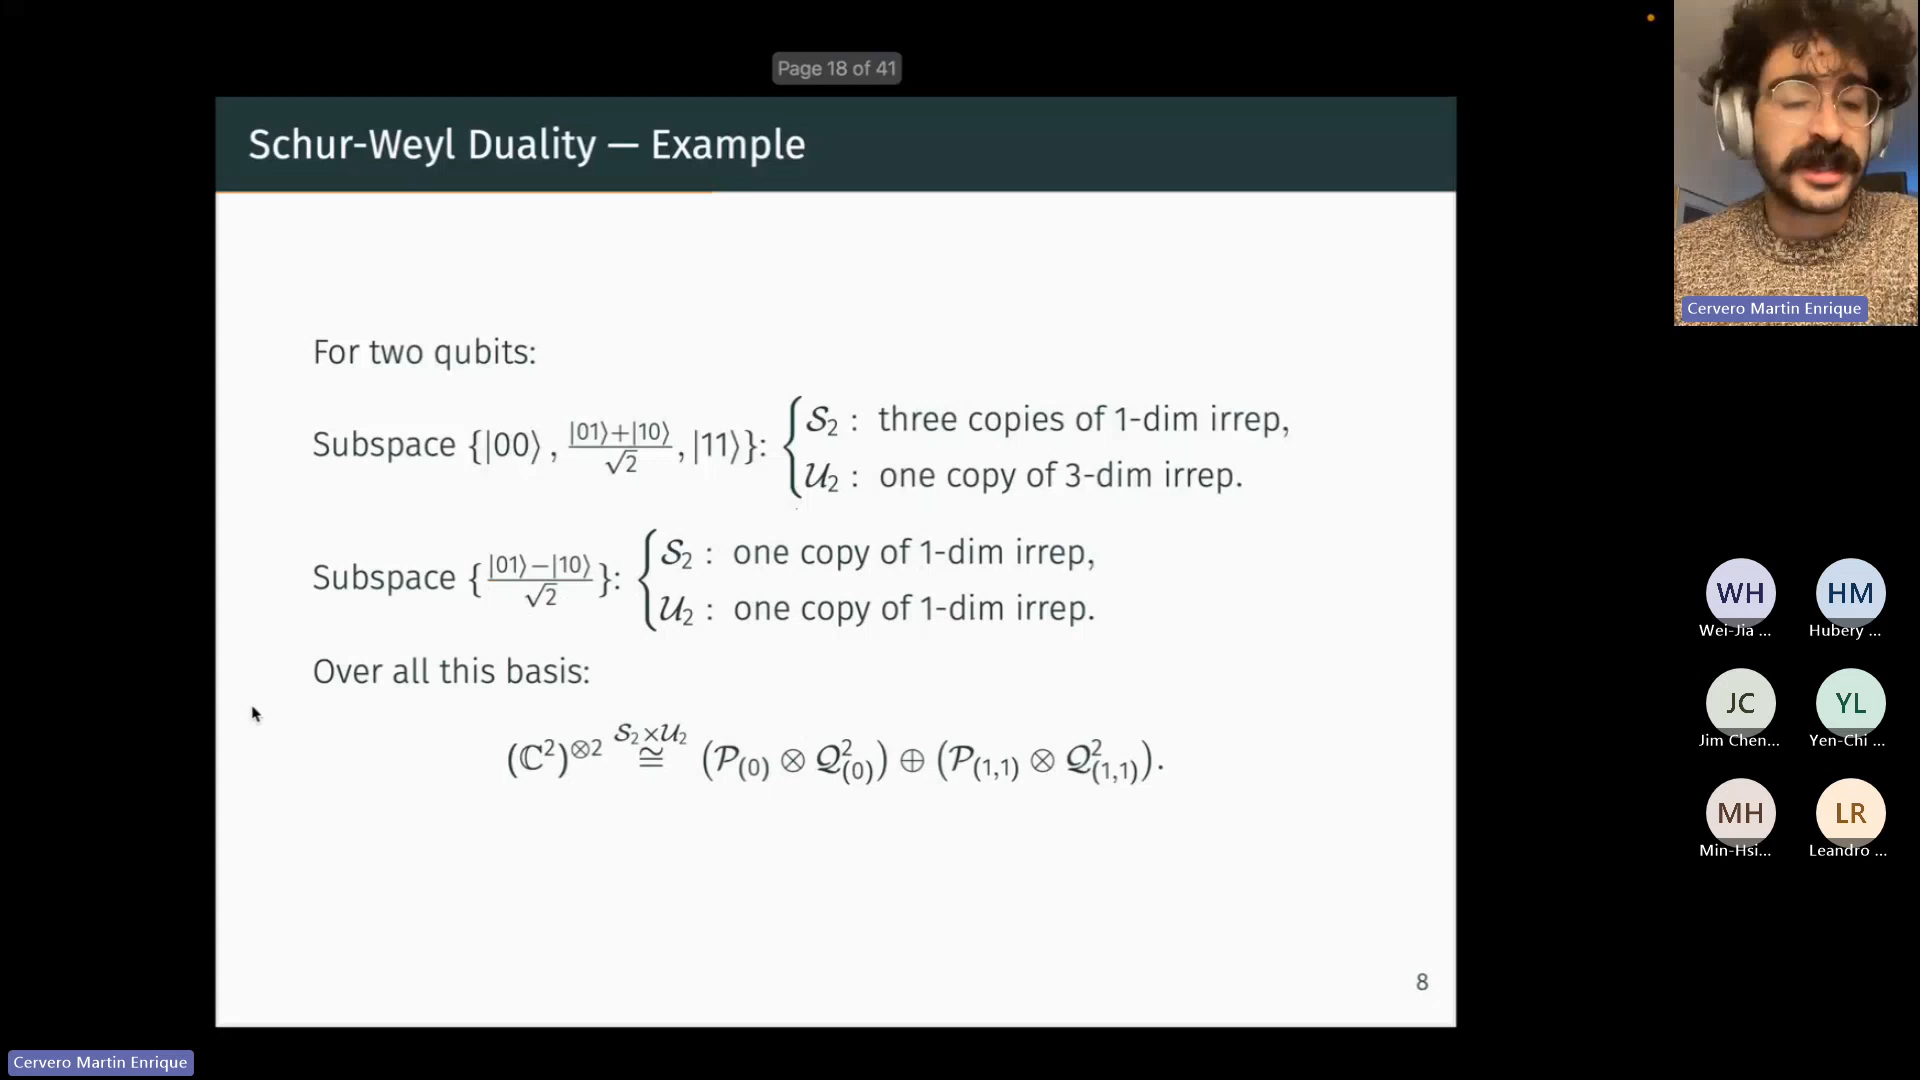 Page 18 of 41
Schur-Weyl Duality — Example
For two qubits:
Subspace {|00⟩, (|01⟩+|10⟩)/√2, |11⟩}: { 𝒮₂ : three copies of 1-dim irrep,
𝒰₂ : one copy of 3-dim irrep.
Subspace {(|01⟩−|10⟩)/√2}: { 𝒮₂ : one copy of 1-dim irrep,
𝒰₂ : one copy of 1-dim irrep.
Over all this basis:
(ℂ²)^⊗2 ≅^{𝒮₂×𝒰₂} (𝒫_(0) ⊗ 𝒬²_(0)) ⊕ (𝒫_(1,1) ⊗ 𝒬²_(1,1)).
8
Cervero Martin Enrique
WH
HM
Wei-Jia ...
Hubery ...
JC
YL
Jim Chen...
Yen-Chi ...
MH
LR
Min-Hsi...
Leandro ...
Cervero Martin Enrique